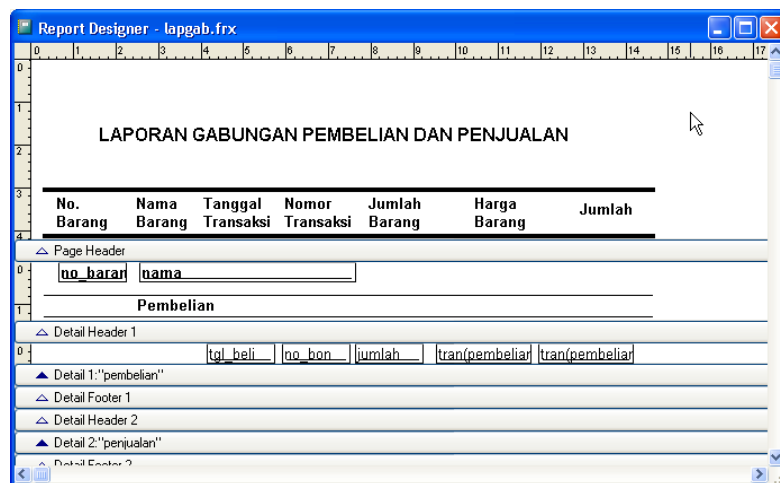 Report Designer - lapgab.frx
0 1 2 3 4 5 6 7 8 9 10 11 12 13 14 15 16 17
0
1
LAPORAN GABUNGAN PEMBELIAN DAN PENJUALAN
2
3
No. Nama Tanggal Nomor Jumlah Harga Jumlah
Barang Barang Transaksi Transaksi Barang Barang
4
Page Header
0 no_baran nama
1 Pembelian
Detail Header 1
0 tgl_beli no_bon jumlah tran(pembelian tran(pembelian
Detail 1:"pembelian"
Detail Footer 1
Detail Header 2
Detail 2:"penjualan"
Detail Footer 2